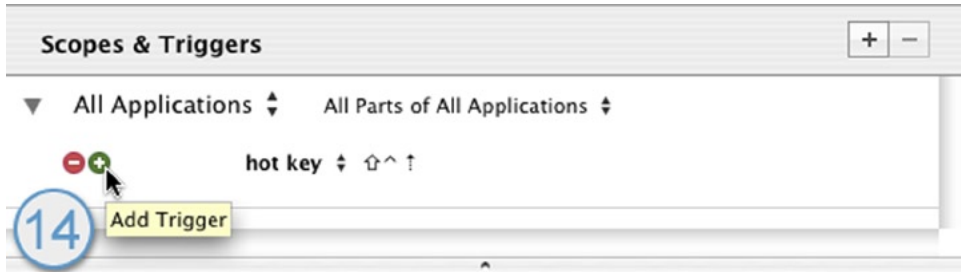 Scopes & Triggers
+ −
All Applications All Parts of All Applications
hot key ⇧^⇡
Add Trigger
14